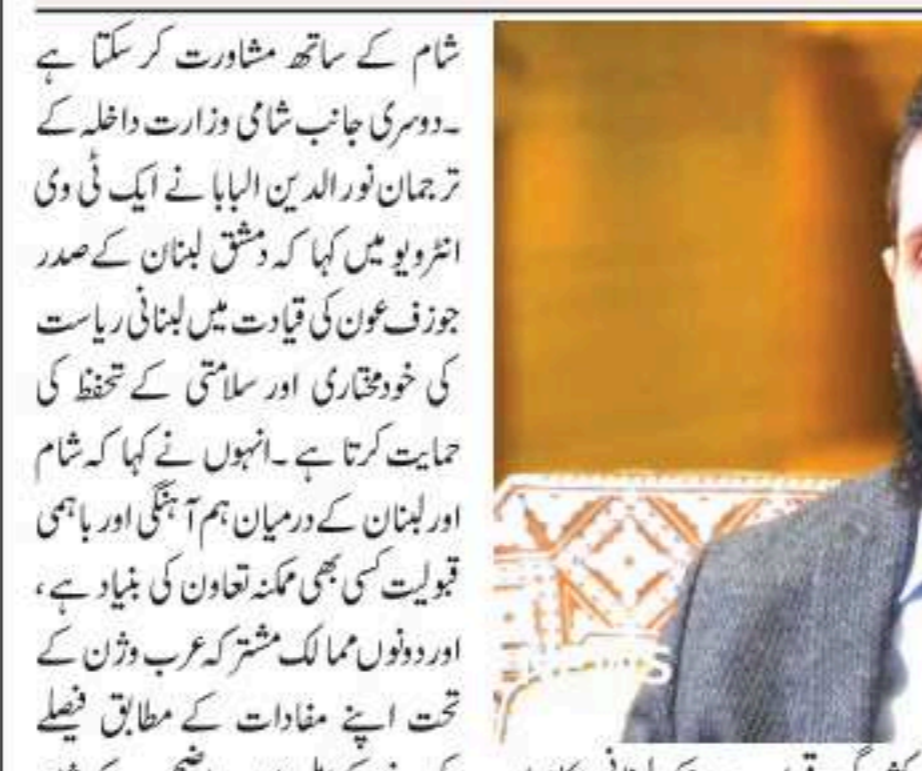 شام کے ساتھ مشاورت کر سکتا ہے
۔دوسری جانب شامی وزارت داخلہ کے
ترجمان نور الدین البابا نے ایک ٹی وی
انٹرویو میں کہا کہ دمشق لبنان کے صدر
جوزف عون کی قیادت میں لبنانی ریاست
کی خودمختاری اور سلامتی کے تحفظ کی
حمایت کرتا ہے ۔انہوں نے کہا کہ شام
اور لبنان کے درمیان ہم آہنگی اور باہمی
قبولیت کسی بھی ممکنہ تعاون کی بنیاد ہے،
اور دونوں ممالک مشترکہ عرب وژن کے
تحت اپنے مفادات کے مطابق فیصلے